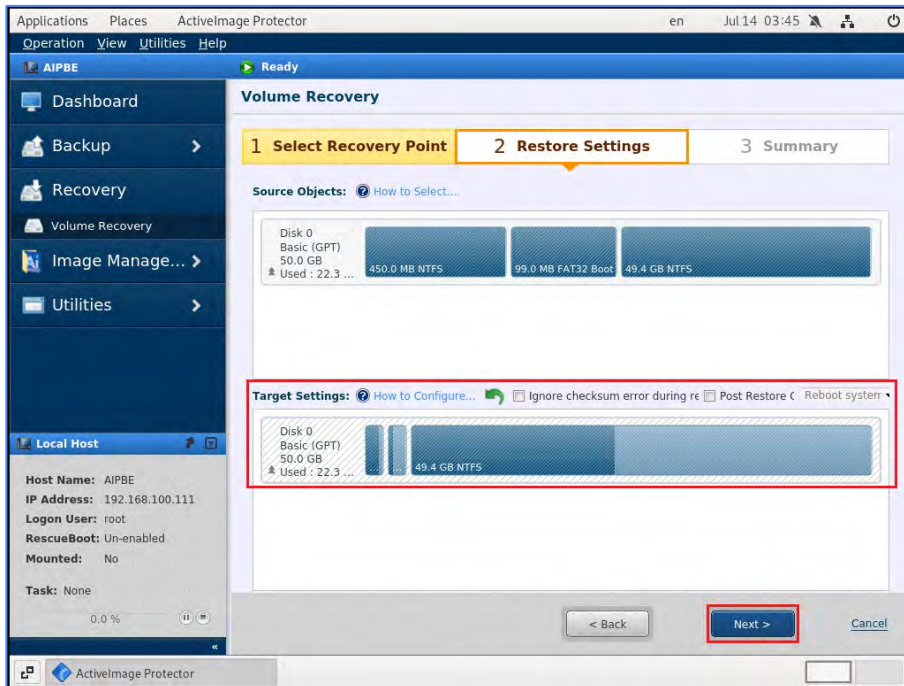 Applications Places ActiveImage Protector en Jul 14 03:45
Operation View Utilities Help
AIPBE Ready
Dashboard
Volume Recovery
Backup
1 Select Recovery Point 2 Restore Settings 3 Summary
Recovery
Source Objects: ? How to Select...
Volume Recovery
Disk 0
Basic (GPT)
50.0 GB
Used : 22.3 ...
450.0 MB NTFS 99.0 MB FAT32 Boot 49.4 GB NTFS
Image Manage...
Utilities
Target Settings: ? How to Configure... Ignore checksum error during re Post Restore C Reboot system
Disk 0
Basic (GPT)
50.0 GB
Used : 22.3 ...
... ... 49.4 GB NTFS
Local Host
Host Name: AIPBE
IP Address: 192.168.100.111
Logon User: root
RescueBoot: Un-enabled
Mounted: No
Task: None
0.0 %
< Back Next > Cancel
«
ActiveImage Protector